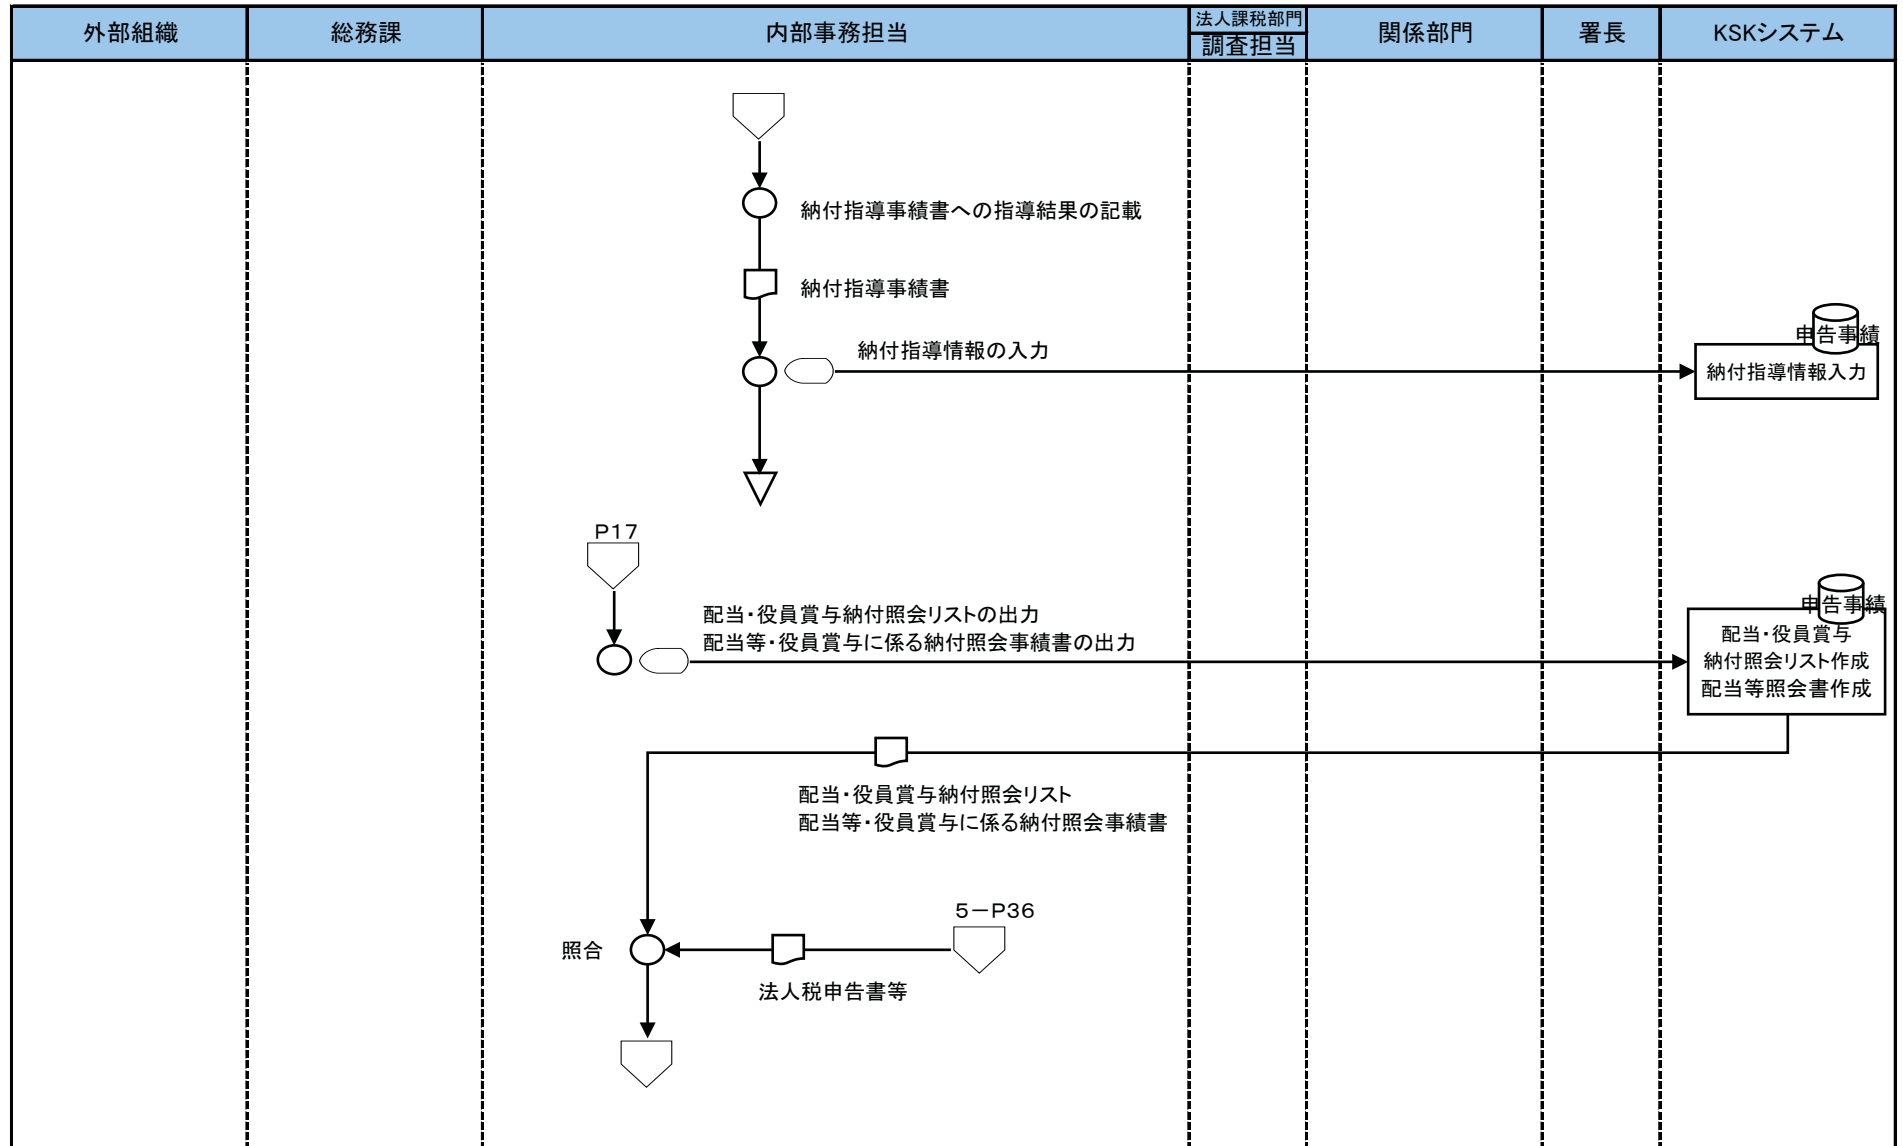 外部組織
総務課
内部事務担当
法人課税部門
調査担当
関係部門
署長
KSKシステム
納付指導事績書への指導結果の記載
納付指導事績書
申告事績
納付指導情報の入力
納付指導情報入力
P17
申告事績
配当・役員賞与納付照会リストの出力
配当等・役員賞与に係る納付照会事績書の出力
配当・役員賞与
納付照会リスト作成
配当等照会書作成
配当・役員賞与納付照会リスト
配当等・役員賞与に係る納付照会事績書
5－P36
照合
法人税申告書等